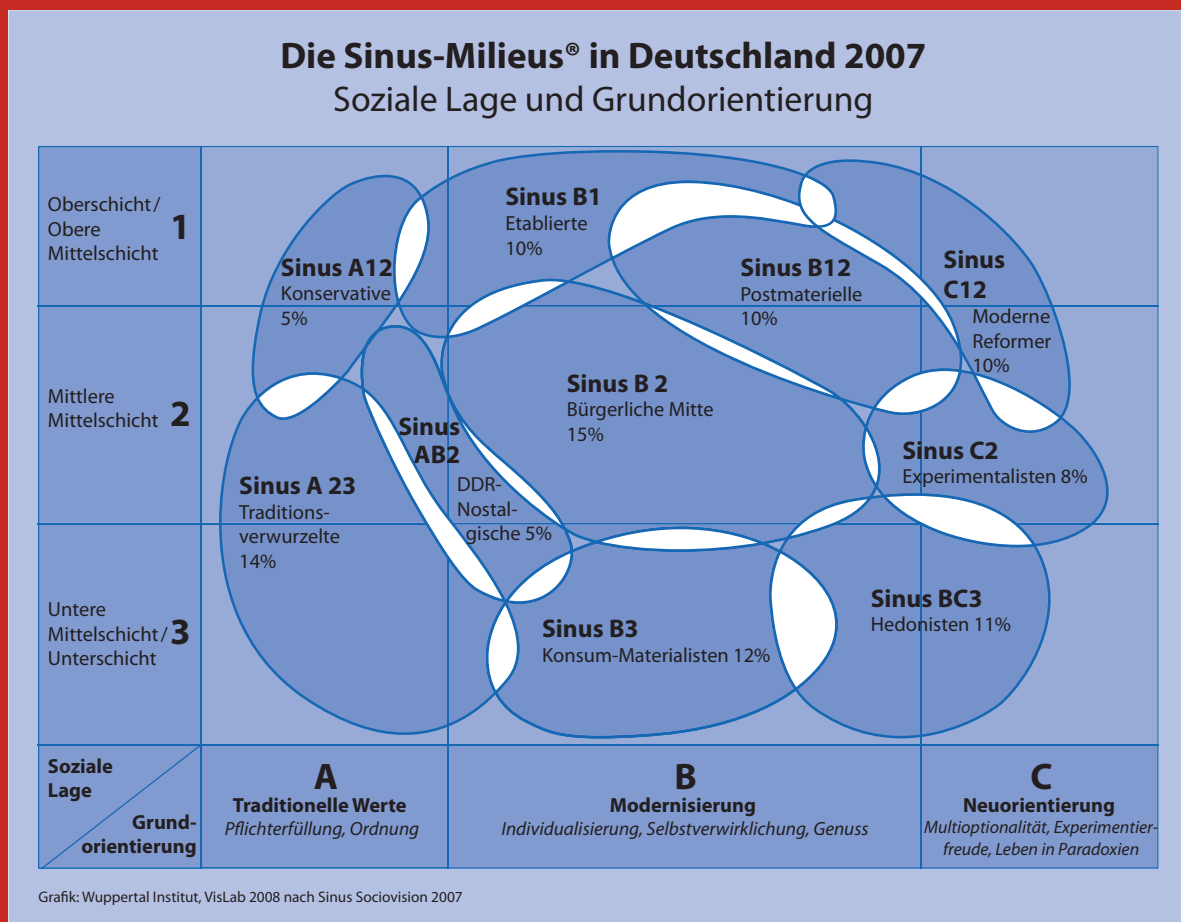 Die Sinus-Milieus® in Deutschland 2007
Soziale Lage und Grundorientierung
Oberschicht/
Obere
Mittelschicht
1
Sinus A12
Konservative
5%
Sinus B1
Etablierte
10%
Sinus B12
Postmaterielle
10%
Sinus
C12
Moderne
Reformer
10%
Mittlere
Mittelschicht
2
Sinus
AB2
DDR-
Nostal-
gische 5%
Sinus B 2
Bürgerliche Mitte
15%
Sinus C2
Experimentalisten 8%
Sinus A 23
Traditions-
verwurzelte
14%
Untere
Mittelschicht/
Unterschicht
3
Sinus B3
Konsum-Materialisten 12%
Sinus BC3
Hedonisten 11%
Soziale
Lage
Grund-
orientierung
A
Traditionelle Werte
Pflichterfüllung, Ordnung
B
Modernisierung
Individualisierung, Selbstverwirklichung, Genuss
C
Neuorientierung
Multioptionalität, Experimentier-
freude, Leben in Paradoxien
Grafik: Wuppertal Institut, VisLab 2008 nach Sinus Sociovision 2007